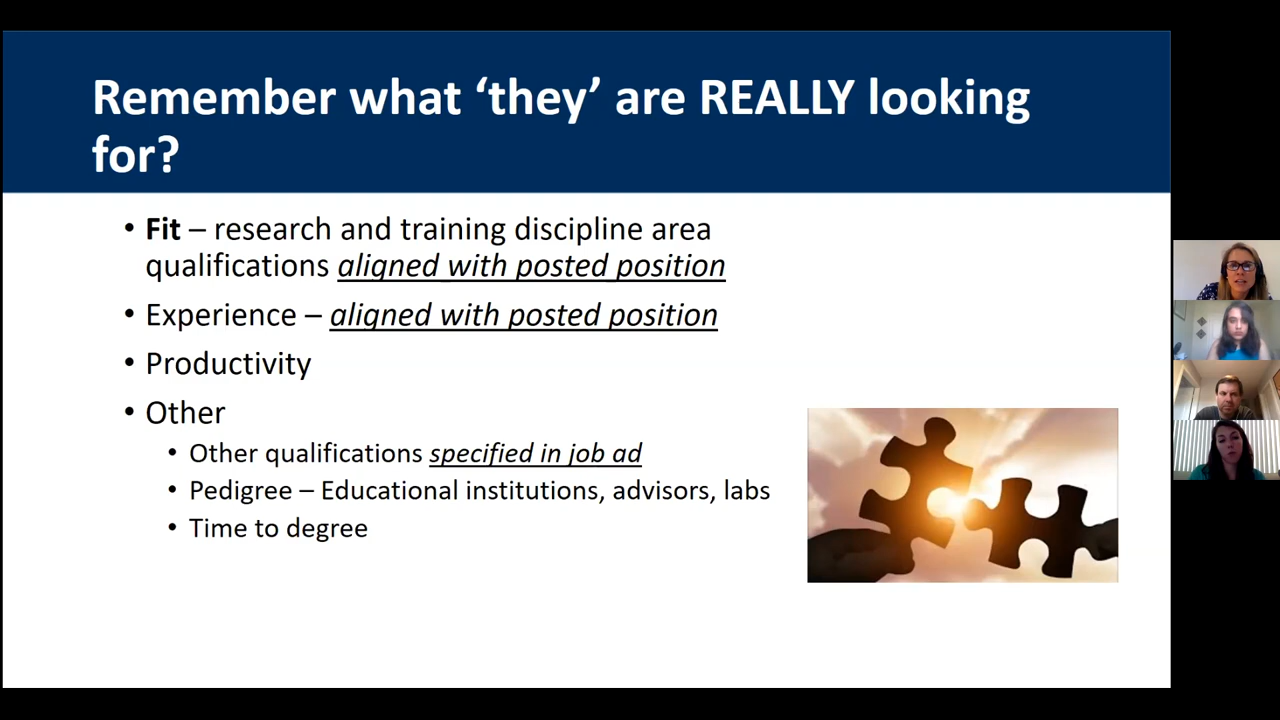 Remember what ‘they’ are REALLY looking
for?
• Fit – research and training discipline area
qualifications aligned with posted position
• Experience – aligned with posted position
• Productivity
• Other
• Other qualifications specified in job ad
• Pedigree – Educational institutions, advisors, labs
• Time to degree